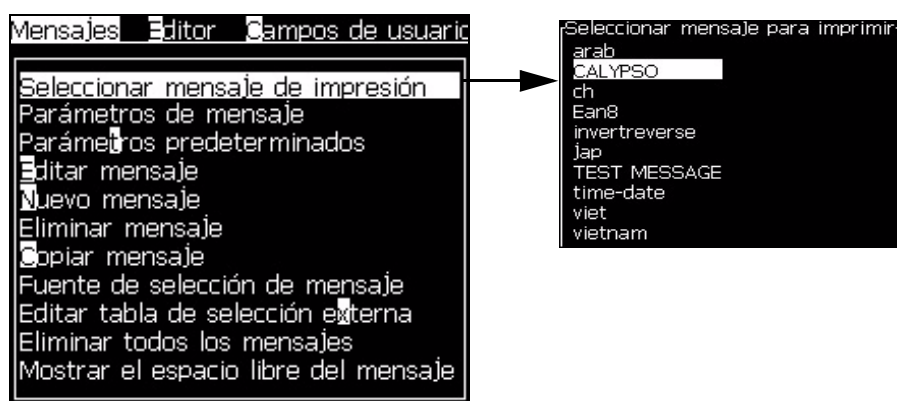 Mensajes Editor Campos de usuario
Seleccionar mensaje de impresión
Parámetros de mensaje
Parámetros predeterminados
Editar mensaje
Nuevo mensaje
Eliminar mensaje
Copiar mensaje
Fuente de selección de mensaje
Editar tabla de selección externa
Eliminar todos los mensajes
Mostrar el espacio libre del mensaje
Seleccionar mensaje para imprimir
arab
CALYPSO
ch
Ean8
invertreverse
jap
TEST MESSAGE
time-date
viet
vietnam